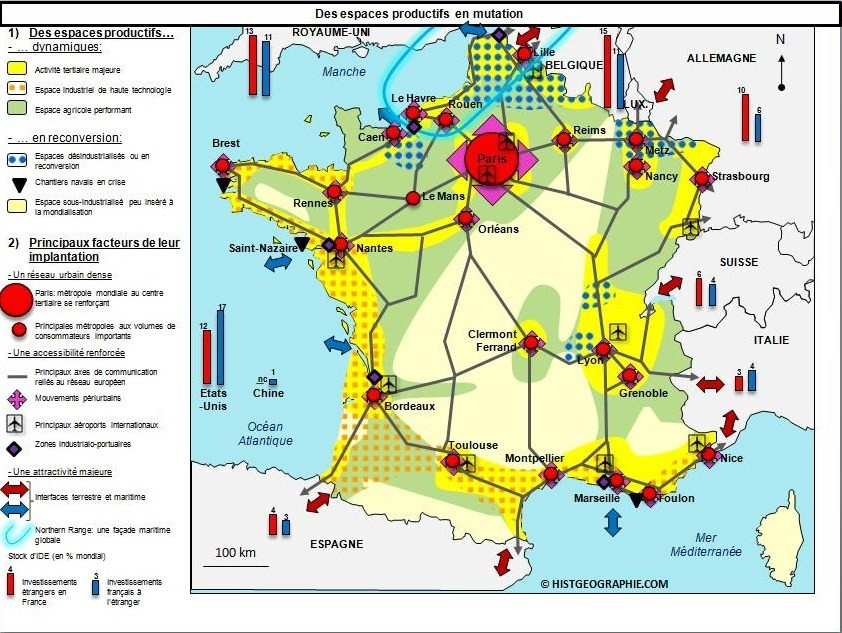 Des espaces productifs en mutation
1) Des espaces productifs…
- … dynamiques:
Activité tertiaire majeure
Espace industriel de haute technologie
Espace agricole performant
- … en reconversion:
Espaces désindustrialisés ou en
reconversion
Chantiers navals en crise
Espace sous-industrialisé peu inséré à
la mondialisation
2) Principaux facteurs de leur
implantation
- Un réseau urbain dense
Paris: métropole mondiale au centre
tertiaire se renforçant
Principales métropoles aux volumes de
consommateurs importants
- Une accessibilité renforcée
Principaux axes de communication
reliés au réseau européen
Mouvements périurbains
Principaux aéroports internationaux
Zones industrialo-portuaires
- Une attractivité majeure
Interfaces terrestre et maritime
Northern Range: une façade maritime
globale
Stock d'IDE (en % mondial)
4
Investissements
étrangers en
France
3
Investissements
français à
l'étranger
ROYAUME-UNI
13
11
Manche
Lille
BELGIQUE
15
11
LUX.
ALLEMAGNE
10
6
N
Le Havre
Rouen
Caen
Reims
Metz
Nancy
Strasbourg
Brest
Paris
Rennes
Le Mans
Orléans
Saint-Nazaire
Nantes
SUISSE
6
4
ITALIE
3
4
12
17
Etats
-Unis
nc
1
Chine
Clermont
Ferrand
Lyon
Grenoble
Océan
Atlantique
Bordeaux
Toulouse
Montpellier
Marseille
Toulon
Nice
4
3
ESPAGNE
100 km
Mer
Méditerranée
© HISTGEOGRAPHIE.COM